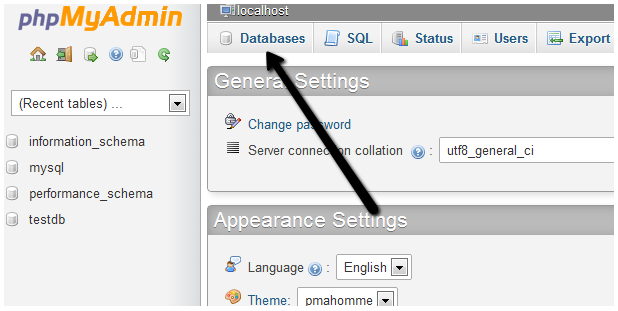 phpMyAdmin
(Recent tables) ...
information_schema
mysql
performance_schema
testdb
localhost
Databases SQL Status Users Export
General Settings
Change password
Server connection collation : utf8_general_ci
Appearance Settings
Language : English
Theme: pmahomme